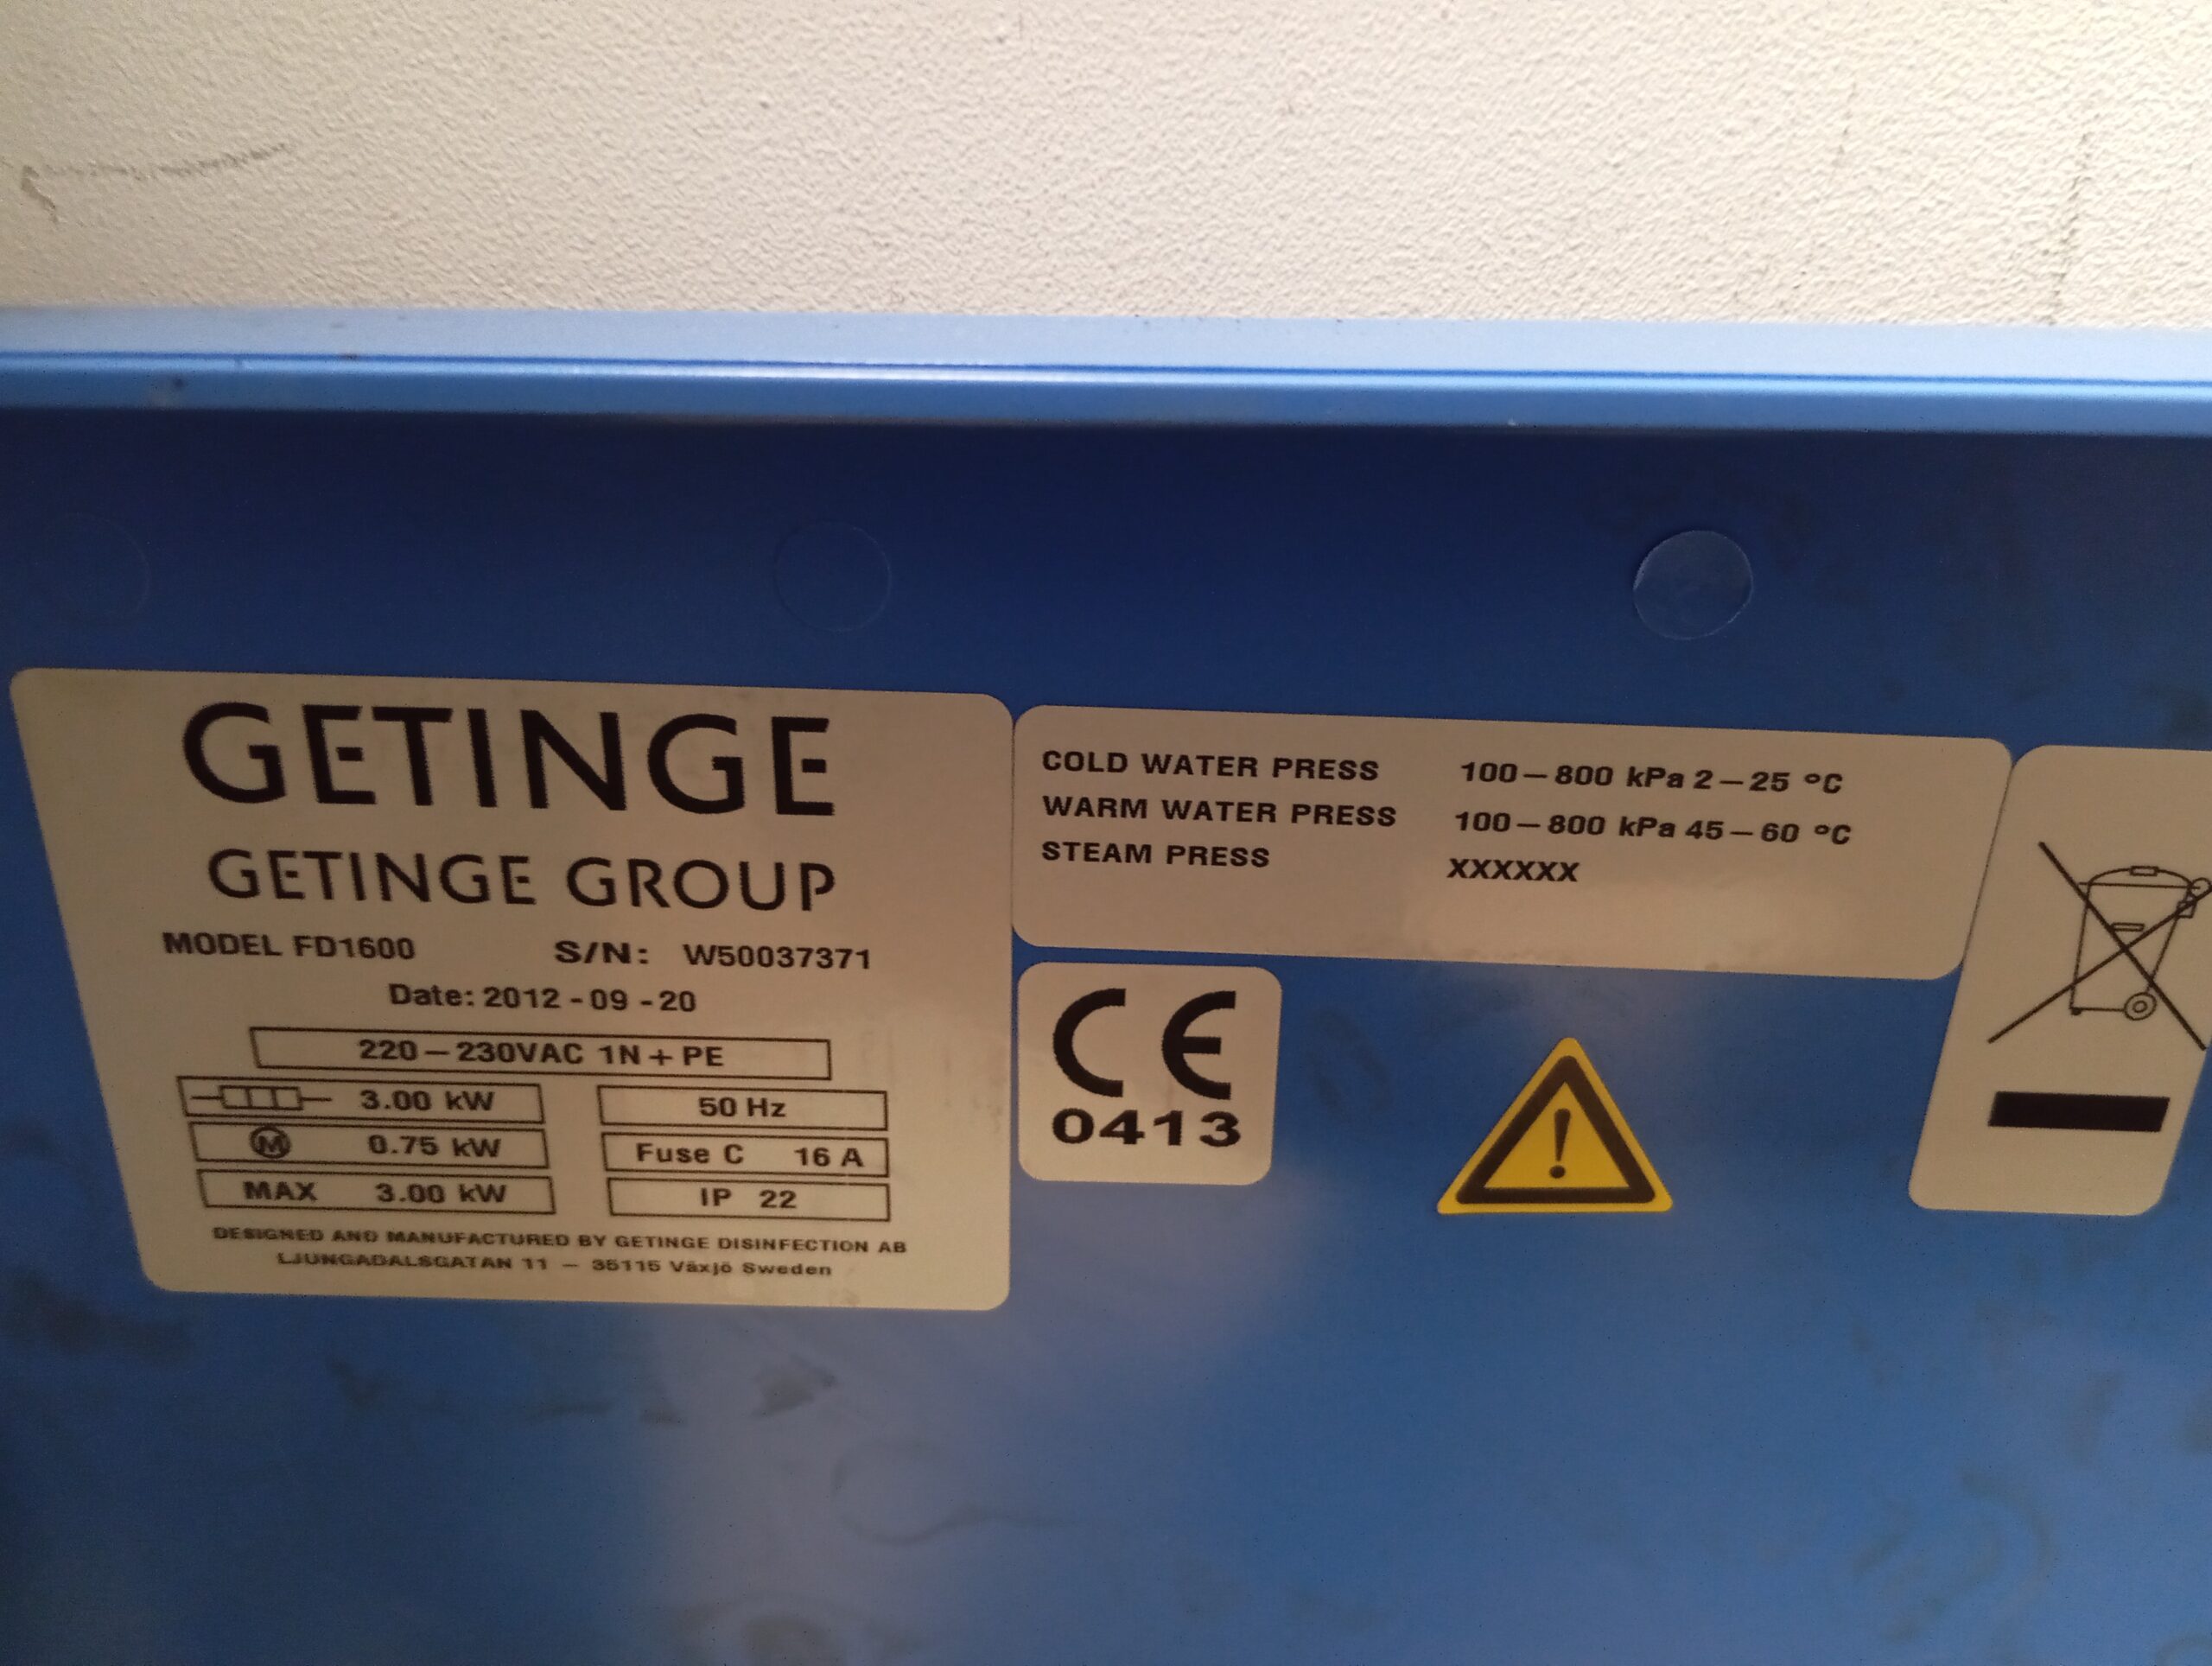 GETINGE
GETINGE GROUP
MODEL FD1600 S/N: W50037371
Date: 2012-09-20
220-230VAC 1N+PE
3.00 kW 50 Hz
M 0.75 kW Fuse C 16 A
MAX 3.00 kW IP 22
DESIGNED AND MANUFACTURED BY GETINGE DISINFECTION AB
LJUNGADALSGATAN 11 - 35115 Växjö Sweden
COLD WATER PRESS 100-800 kPa 2-25 °C
WARM WATER PRESS 100-800 kPa 45-60 °C
STEAM PRESS XXXXXX
CE
0413
!